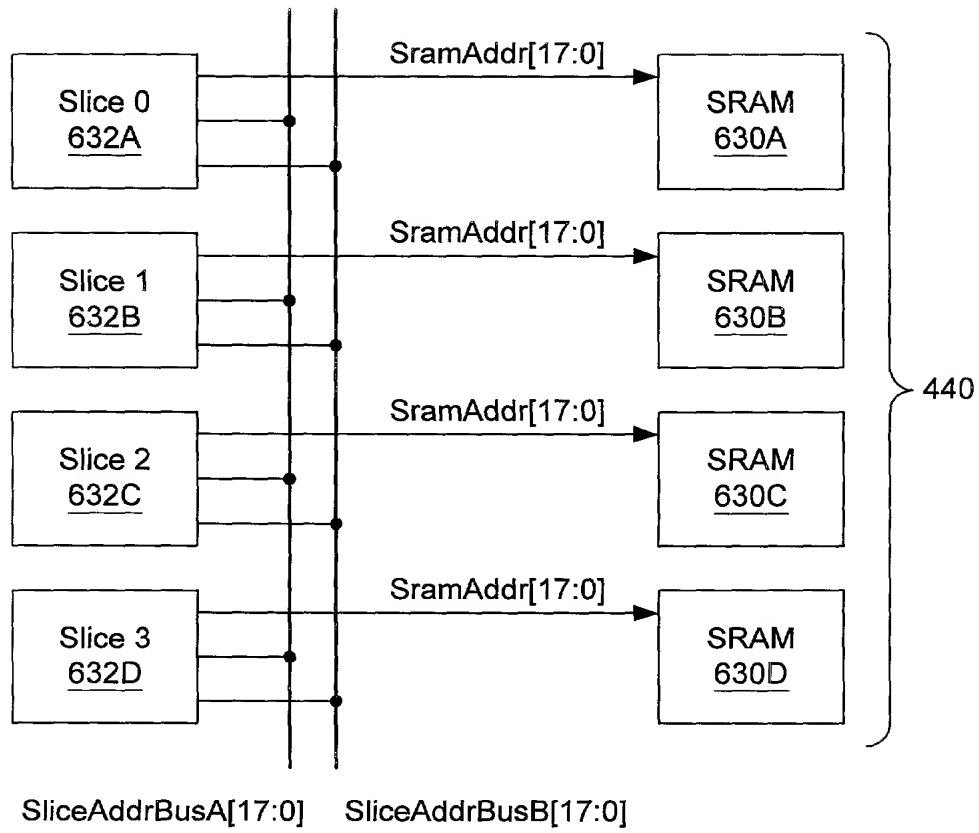 SramAddr[17:0]
Slice 0
632A
SRAM
630A
SramAddr[17:0]
Slice 1
632B
SRAM
630B
440
SramAddr[17:0]
Slice 2
632C
SRAM
630C
SramAddr[17:0]
Slice 3
632D
SRAM
630D
SliceAddrBusA[17:0]
SliceAddrBusB[17:0]